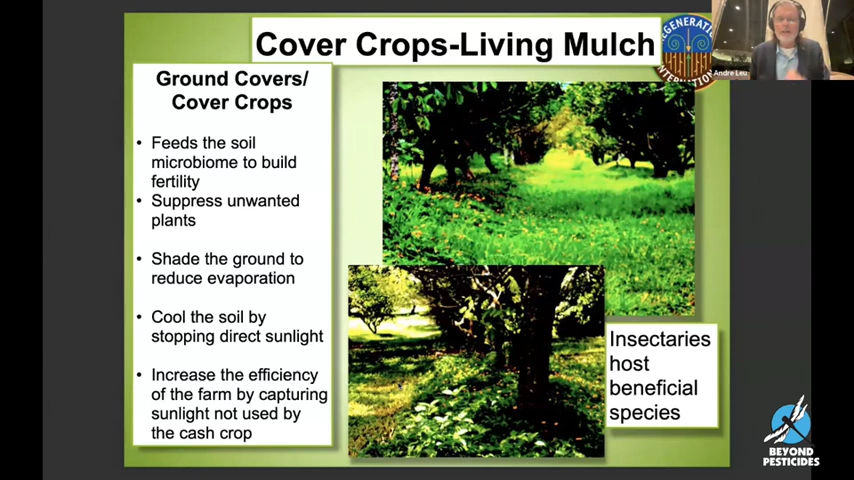 Cover Crops-Living Mulch
REGENERATION
INTERNATIONAL
Andre Leu
Ground Covers/
Cover Crops
• Feeds the soil
microbiome to build
fertility
• Suppress unwanted
plants
• Shade the ground to
reduce evaporation
• Cool the soil by
stopping direct sunlight
• Increase the efficiency
of the farm by capturing
sunlight not used by
the cash crop
Insectaries
host
beneficial
species
BEYOND
PESTICIDES